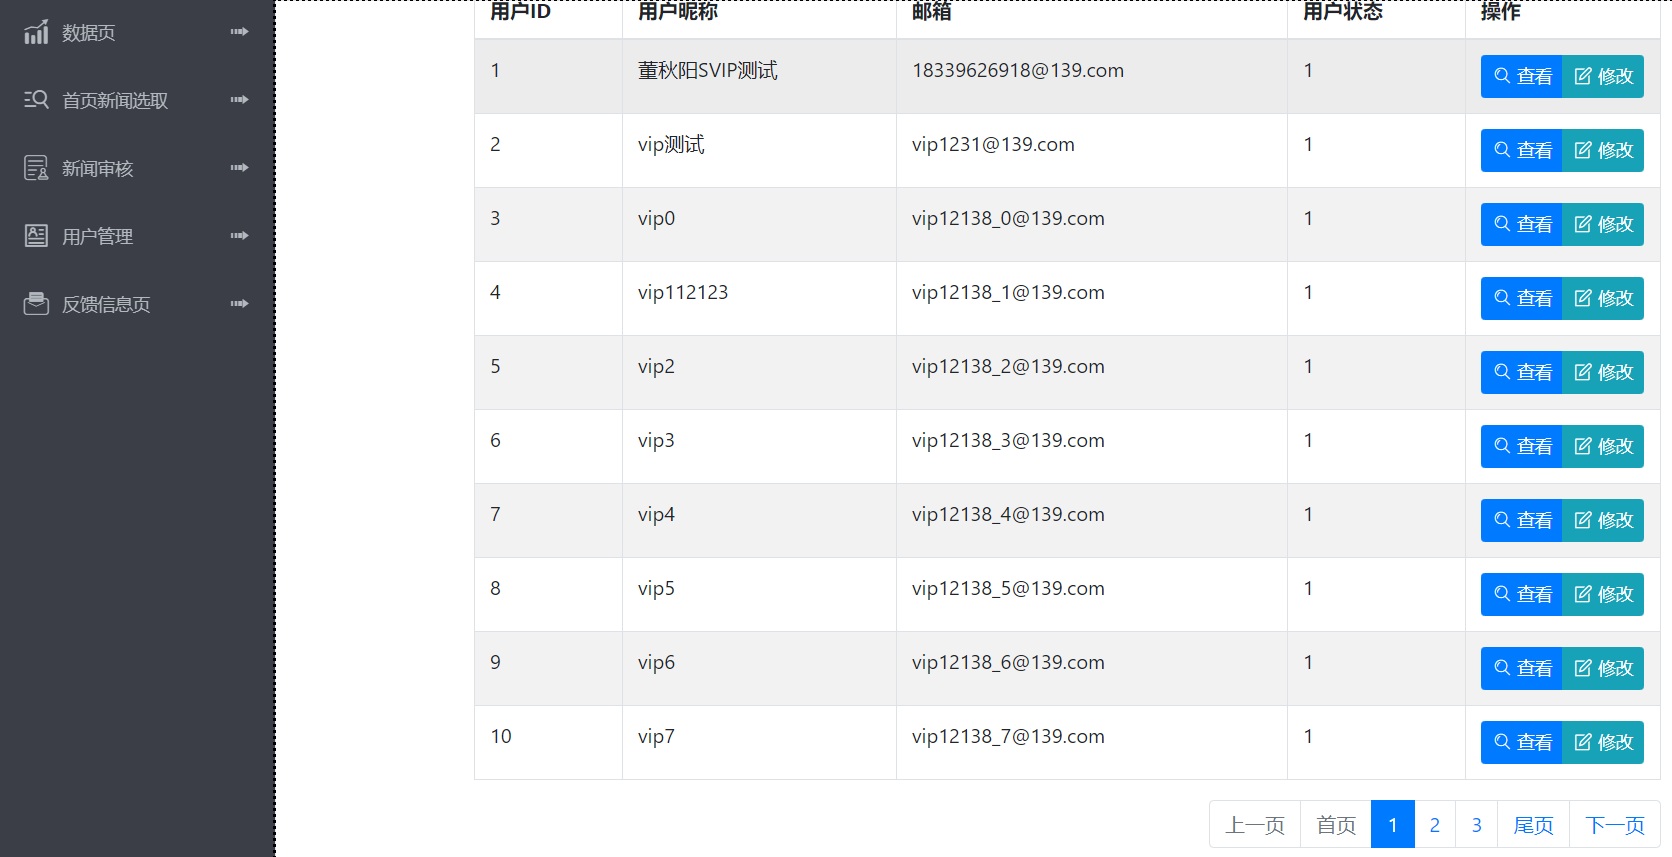 数据页
首页新闻选取
新闻审核
用户管理
反馈信息页
用户ID 用户昵称 邮箱 用户状态 操作
1 董秋阳SVIP测试 18339626918@139.com 1 查看 修改
2 vip测试 vip1231@139.com 1 查看 修改
3 vip0 vip12138_0@139.com 1 查看 修改
4 vip112123 vip12138_1@139.com 1 查看 修改
5 vip2 vip12138_2@139.com 1 查看 修改
6 vip3 vip12138_3@139.com 1 查看 修改
7 vip4 vip12138_4@139.com 1 查看 修改
8 vip5 vip12138_5@139.com 1 查看 修改
9 vip6 vip12138_6@139.com 1 查看 修改
10 vip7 vip12138_7@139.com 1 查看 修改
上一页 首页 1 2 3 尾页 下一页